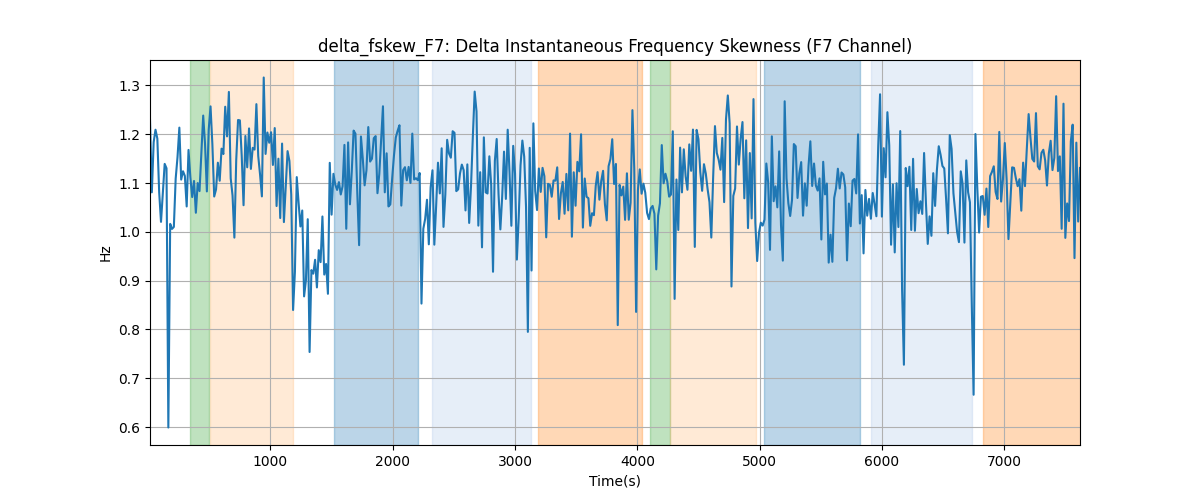 delta_fskew_F7: Delta Instantaneous Frequency Skewness (F7 Channel)
1.3
1.2
1.1
1.0
0.9
0.8
0.7
0.6
Hz
1000 2000 3000 4000 5000 6000 7000
Time(s)